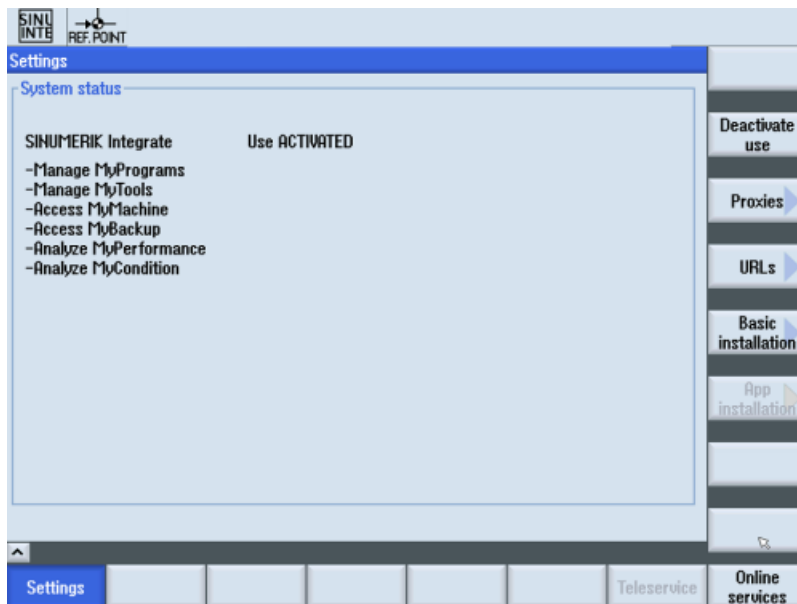 SINU
INTE
REF. POINT
Settings
System status
SINUMERIK Integrate Use ACTIVATED
-Manage MyPrograms
-Manage MyTools
-Access MyMachine
-Access MyBackup
-Analyze MyPerformance
-Analyze MyCondition
Deactivate
use
Proxies
URLs
Basic
installation
App
installation
Settings
Teleservice
Online
services